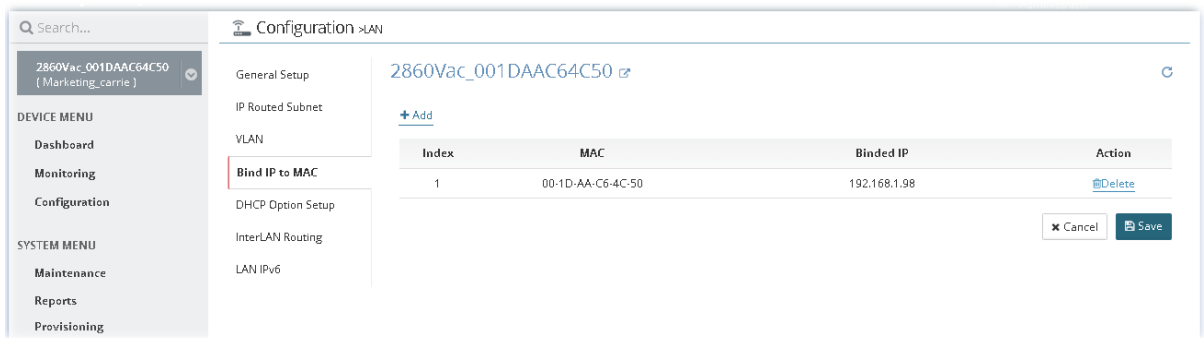 Search...
Configuration >LAN
2860Vac_001DAAC64C50
[ Marketing_carrie ]
DEVICE MENU
Dashboard
Monitoring
Configuration
SYSTEM MENU
Maintenance
Reports
Provisioning
General Setup
IP Routed Subnet
VLAN
Bind IP to MAC
DHCP Option Setup
InterLAN Routing
LAN IPv6
2860Vac_001DAAC64C50
Add
Index MAC Binded IP Action
1 00-1D-AA-C6-4C-50 192.168.1.98 Delete
Cancel Save